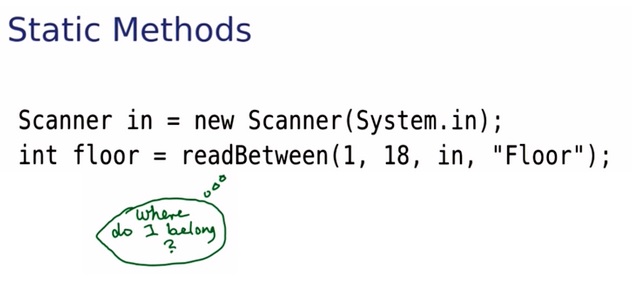 Static Methods
Scanner in = new Scanner(System.in);
int floor = readBetween(1, 18, in, "Floor");
where
do I belong
?